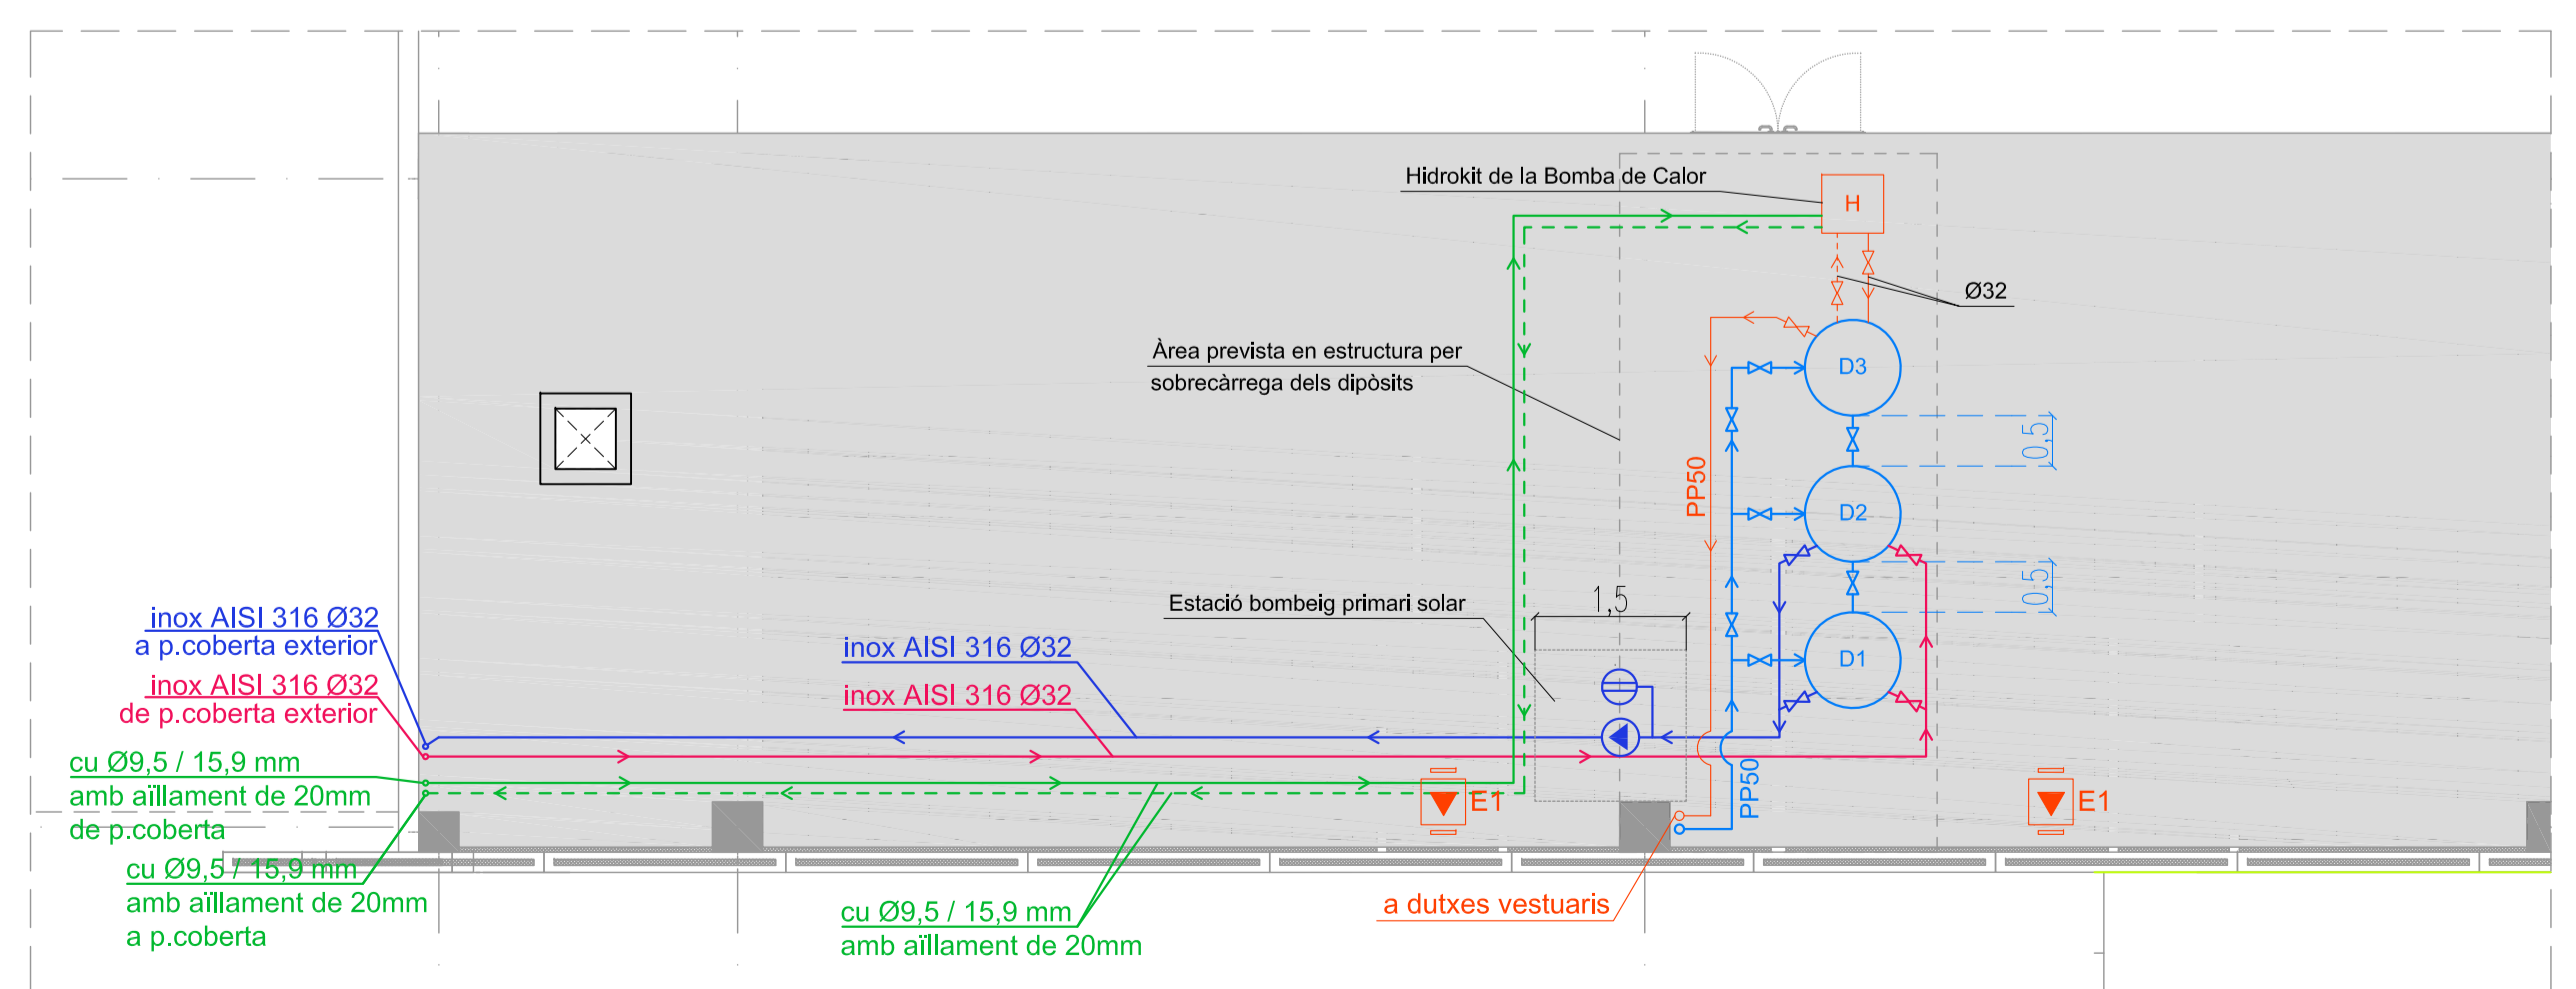 Hidrokit de la Bomba de Calor
H
Ø32
Àrea prevista en estructura per
sobrecàrrega dels dipòsits
D3
0,5
PP50
D2
0,5
Estació bombeig primari solar
1,5
D1
inox AISI 316 Ø32
a p.coberta exterior
inox AISI 316 Ø32
de p.coberta exterior
inox AISI 316 Ø32
inox AISI 316 Ø32
cu Ø9,5 / 15,9 mm
amb aïllament de 20mm
de p.coberta
cu Ø9,5 / 15,9 mm
amb aïllament de 20mm
a p.coberta
cu Ø9,5 / 15,9 mm
amb aïllament de 20mm
E1
PP50
E1
a dutxes vestuaris